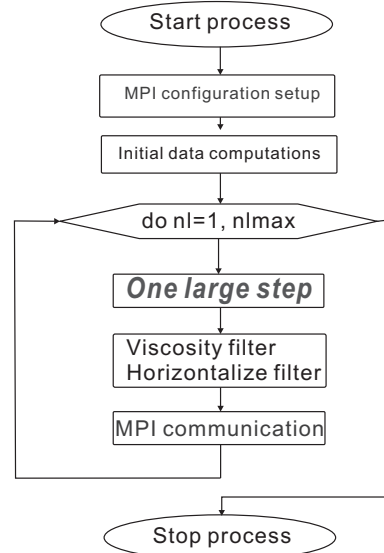 Start process
MPI configuration setup
Initial data computations
do nl=1, nlmax
One large step
Viscosity filter
Horizontalize filter
MPI communication
Stop process